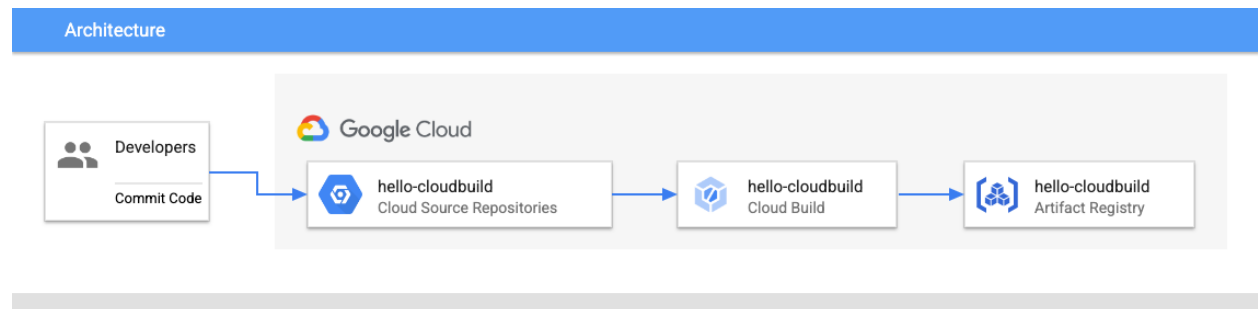 Architecture
Developers
Commit Code
Google Cloud
hello-cloudbuild
Cloud Source Repositories
hello-cloudbuild
Cloud Build
hello-cloudbuild
Artifact Registry